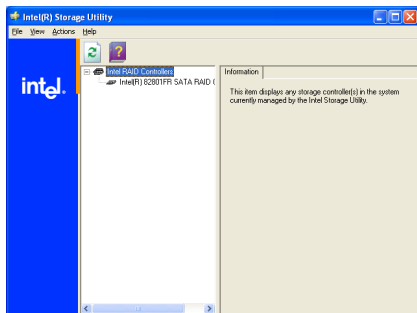 Intel(R) Storage Utility
File View Actions Help
intel.
Intel RAID Controllers
Intel(R) 82801FR SATA RAID
Information
This item displays any storage controller(s) in the system
currently managed by the Intel Storage Utility.